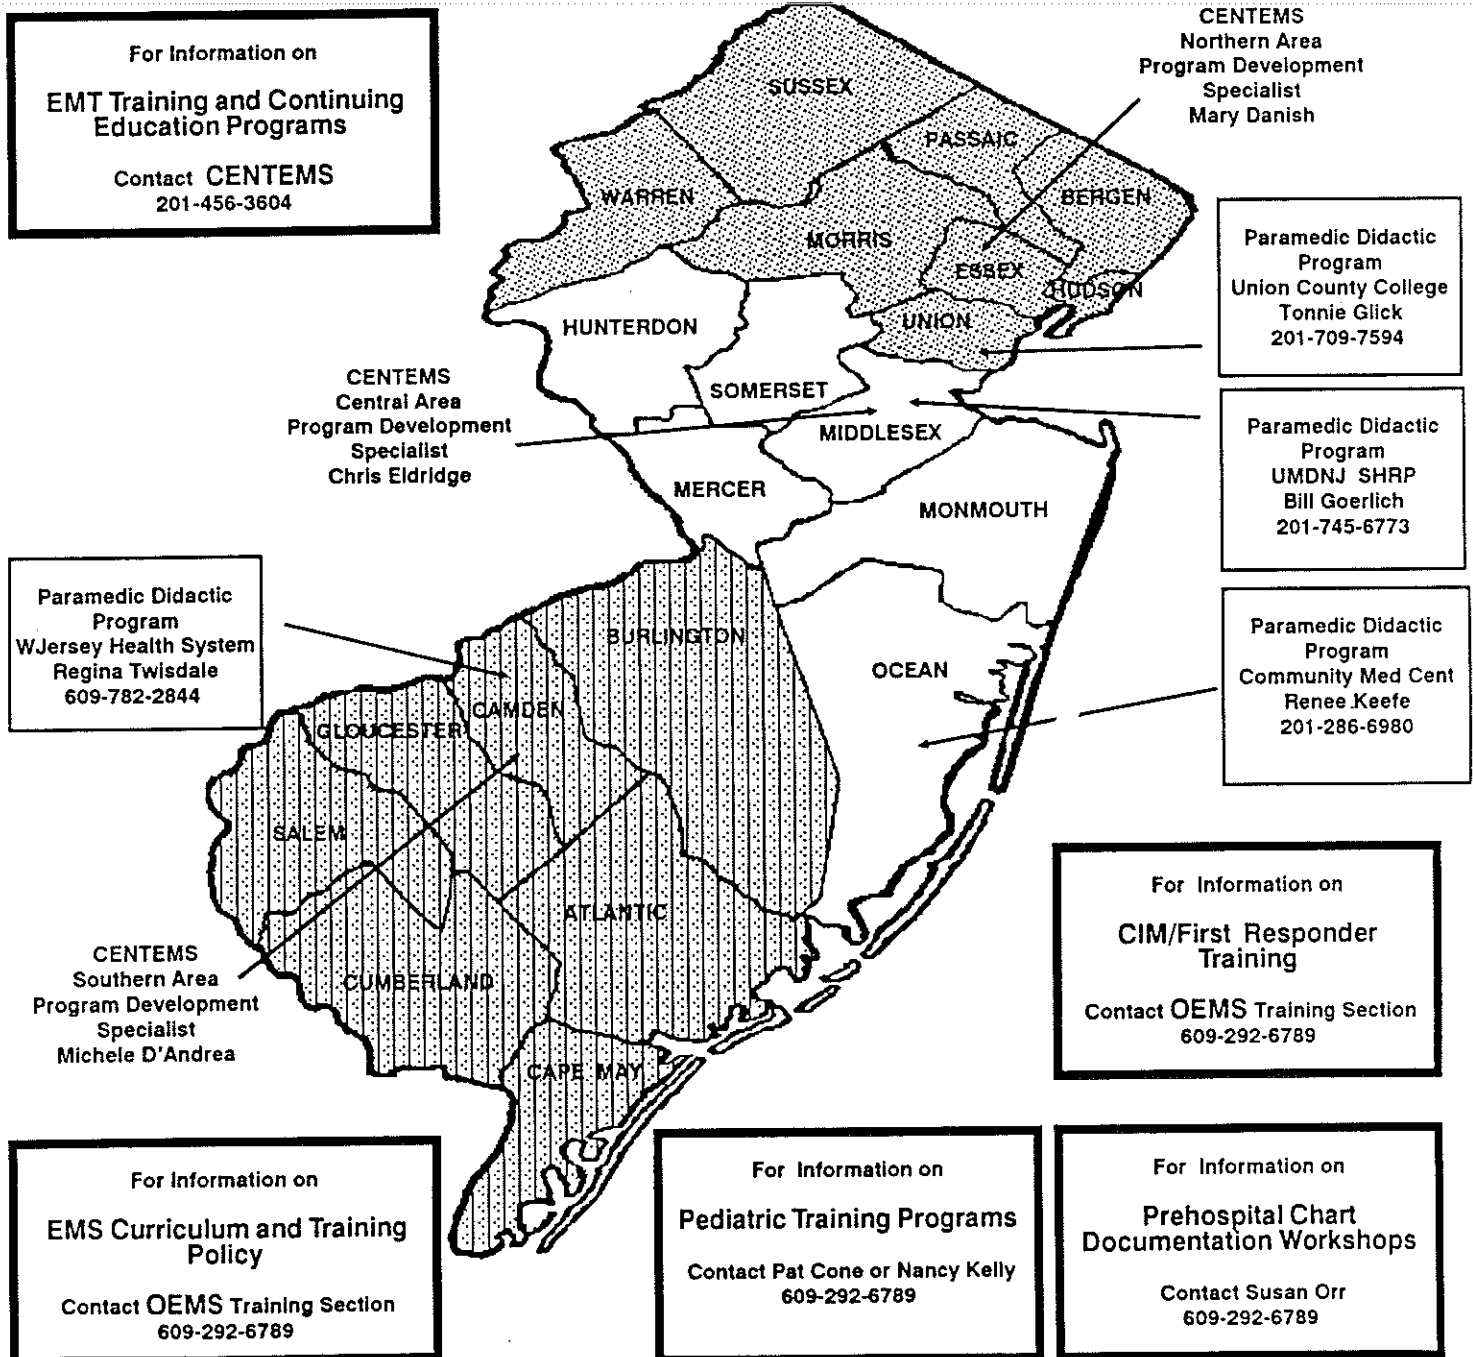 For Information on
EMT Training and Continuing
Education Programs
Contact CENTEMS
201-456-3604
CENTEMS
Northern Area
Program Development
Specialist
Mary Danish
SUSSEX
PASSAIC
WARREN
BERGEN
MORRIS
ESSEX
HUDSON
UNION
HUNTERDON
SOMERSET
MIDDLESEX
MERCER
MONMOUTH
Paramedic Didactic
Program
Union County College
Tonnie Glick
201-709-7594
CENTEMS
Central Area
Program Development
Specialist
Chris Eldridge
Paramedic Didactic
Program
UMDNJ SHRP
Bill Goerlich
201-745-6773
Paramedic Didactic
Program
WJersey Health System
Regina Twisdale
609-782-2844
BURLINGTON
OCEAN
CAMDEN
GLOUCESTER
SALEM
ATLANTIC
CUMBERLAND
CAPE MAY
Paramedic Didactic
Program
Community Med Cent
Renee Keefe
201-286-6980
CENTEMS
Southern Area
Program Development
Specialist
Michele D'Andrea
For Information on
CIM/First Responder
Training
Contact OEMS Training Section
609-292-6789
For Information on
EMS Curriculum and Training
Policy
Contact OEMS Training Section
609-292-6789
For Information on
Pediatric Training Programs
Contact Pat Cone or Nancy Kelly
609-292-6789
For Information on
Prehospital Chart
Documentation Workshops
Contact Susan Orr
609-292-6789